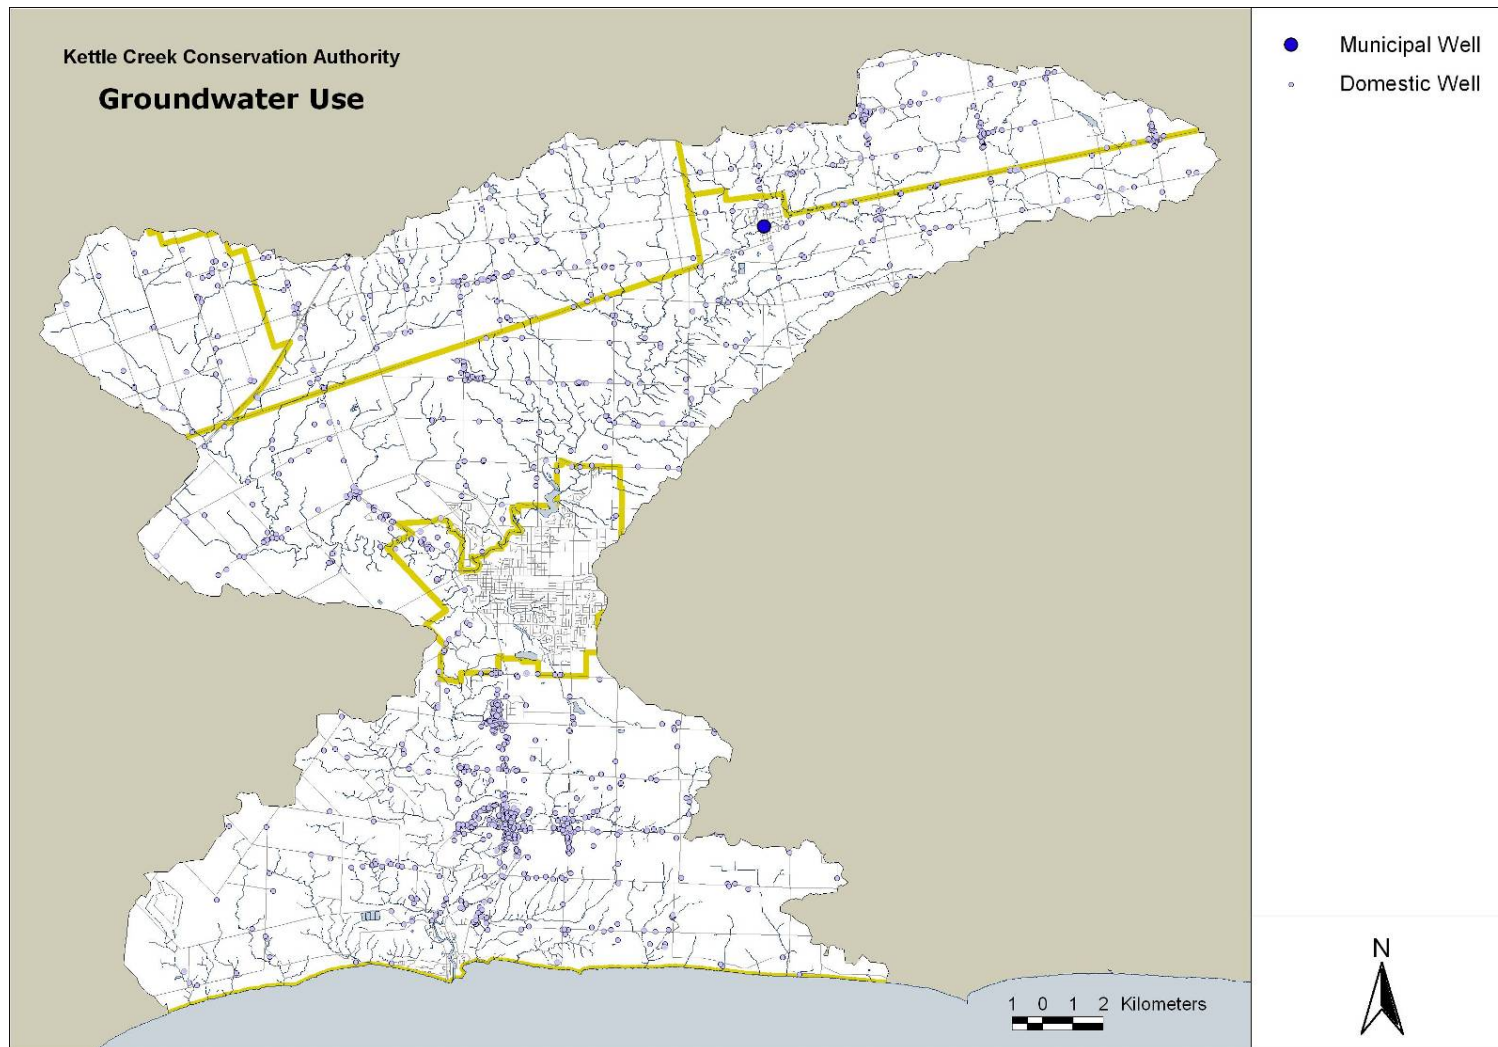 Kettle Creek Conservation Authority
Groundwater Use
Municipal Well
Domestic Well
1 0 1 2 Kilometers
N